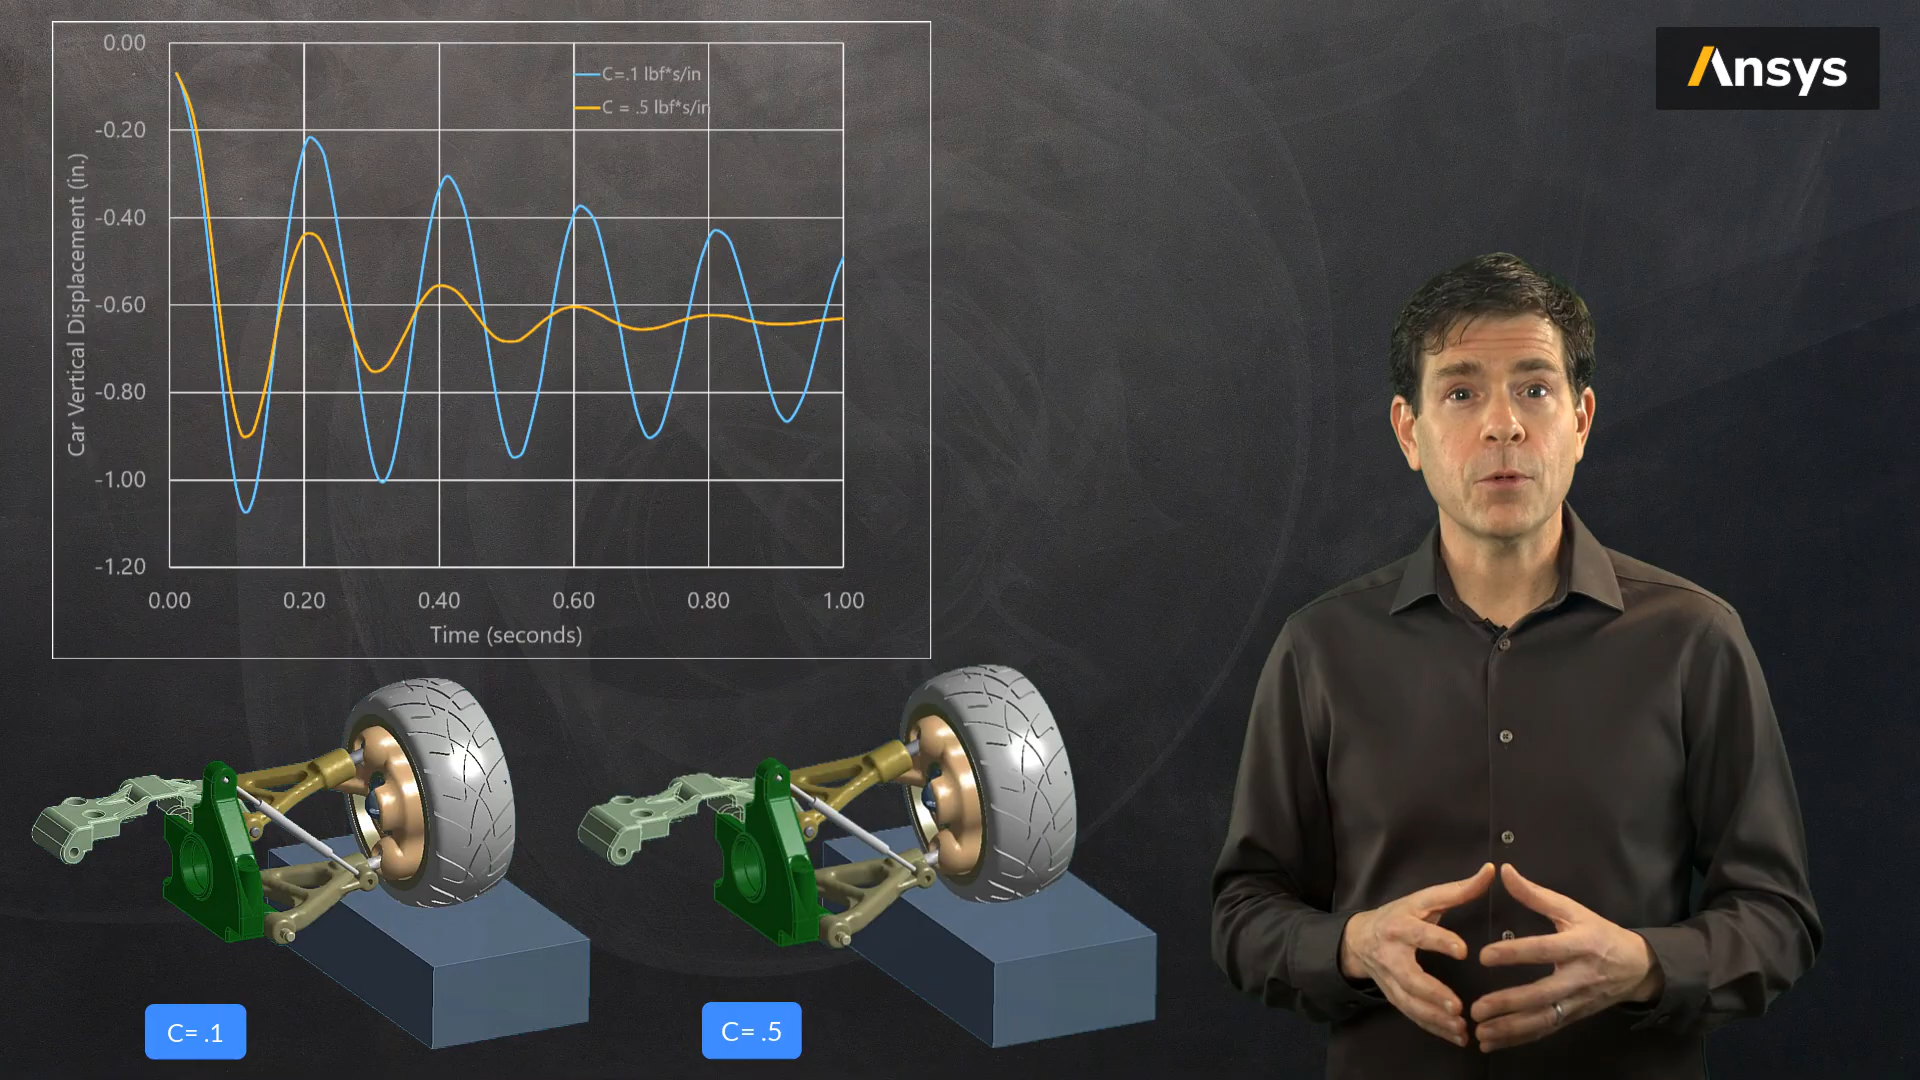 0.00
-0.20
-0.40
-0.60
-0.80
-1.00
-1.20
Car Vertical Displacement (in.)
C=.1 lbf*s/in
C = .5 lbf*s/in
0.00 0.20 0.40 0.60 0.80 1.00
Time (seconds)
Ansys
C= .1
C= .5